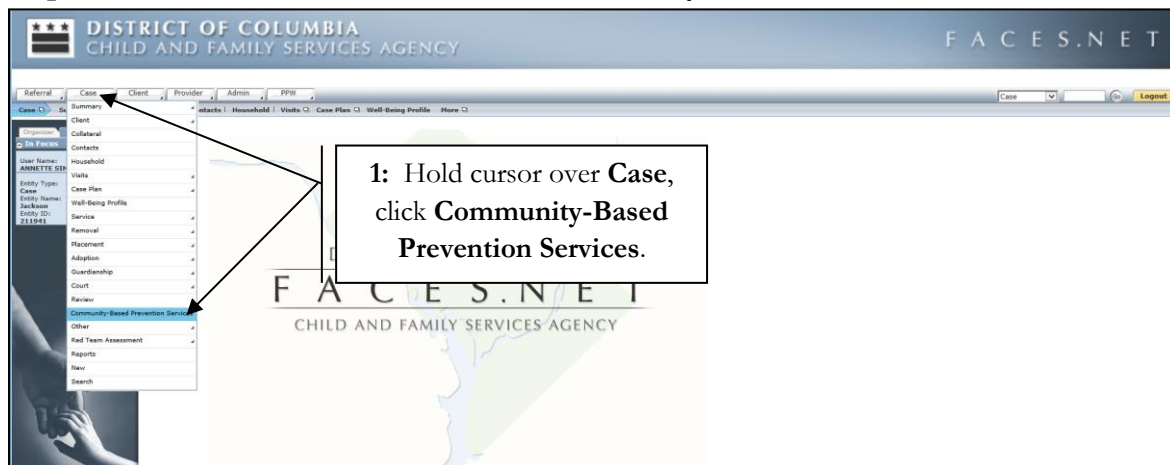 DISTRICT OF COLUMBIA
CHILD AND FAMILY SERVICES AGENCY
FACES.NET
Referral Case Client Provider Admin PPW
Case Logout
Case Household Visits Case Plan Well-Being Profile More
Summary
Client
Collateral
Contacts
Household
Visits
Case Plan
Well-Being Profile
Service
Removal
Placement
Adoption
Guardianship
Court
Review
Community-Based Prevention Services
Other
Red Team Assessment
Reports
New
Search
Organizer
In Focus
User Name:
ANNETTE
Entity Type:
Case
Entity Name:
Jackson
Entity ID:
211941
1: Hold cursor over Case,
click Community-Based
Prevention Services.
FACES.NET
CHILD AND FAMILY SERVICES AGENCY